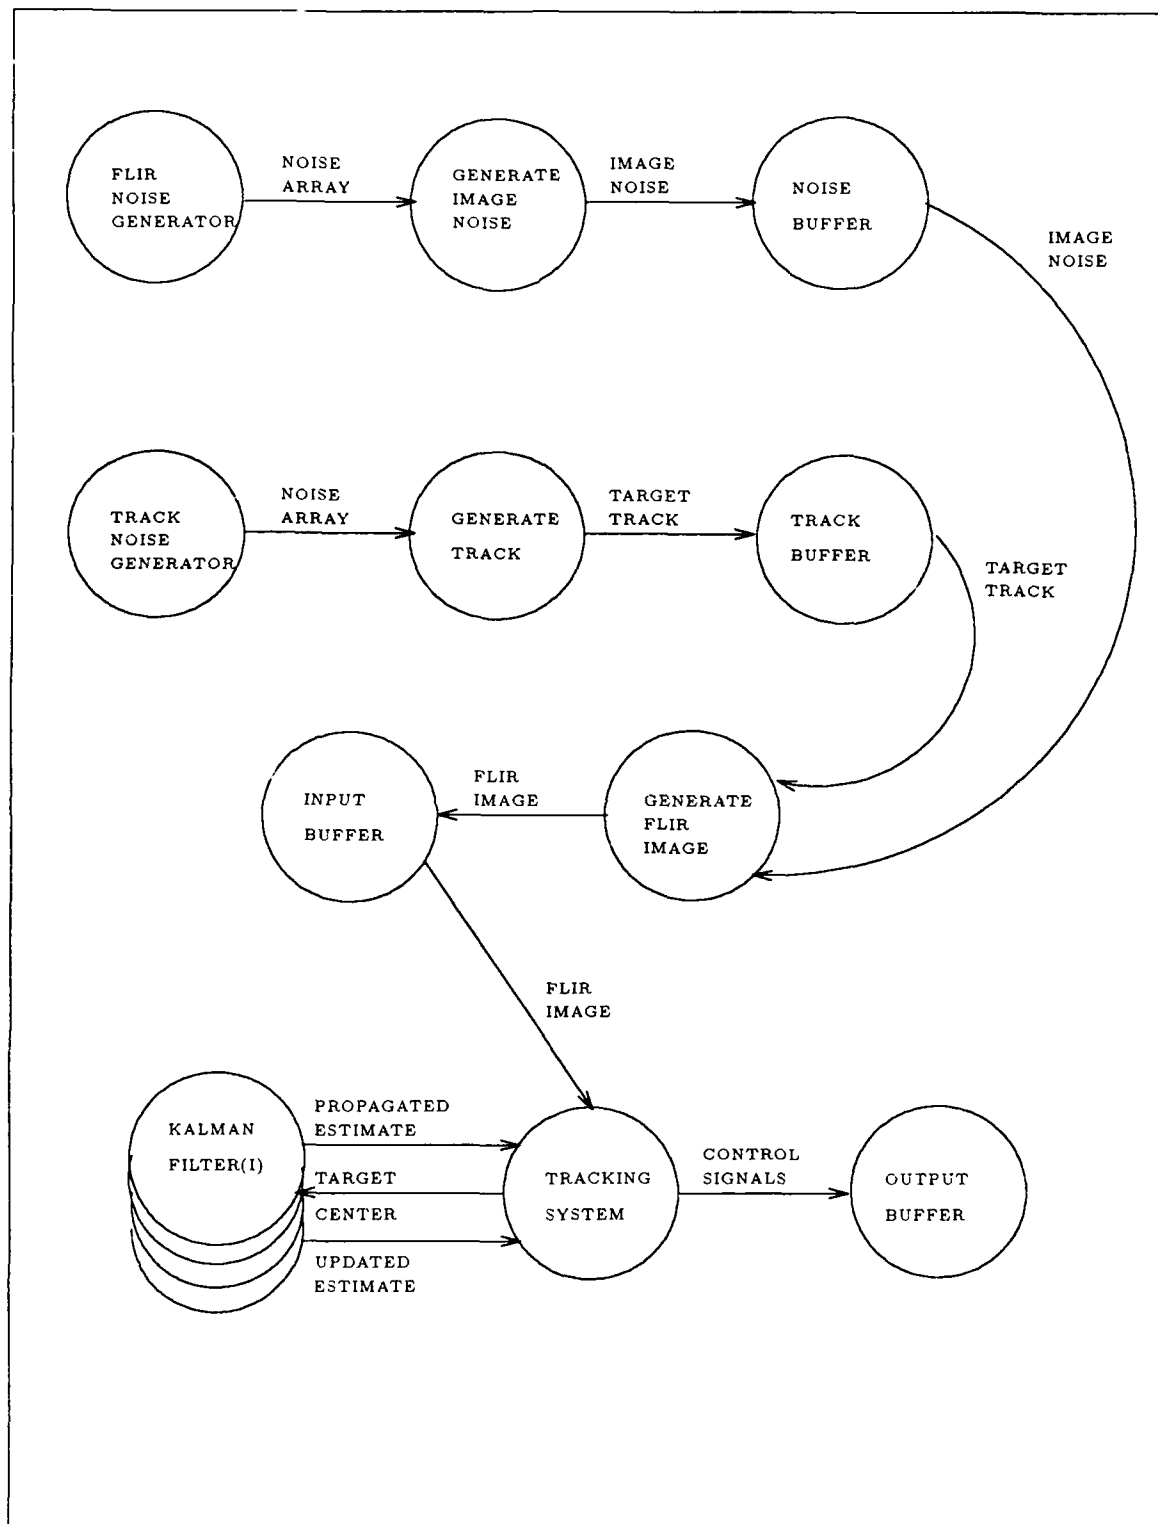 FLIR
NOISE
GENERATOR
NOISE
ARRAY
GENERATE
IMAGE
NOISE
IMAGE
NOISE
NOISE
BUFFER
IMAGE
NOISE
TRACK
NOISE
GENERATOR
NOISE
ARRAY
GENERATE
TRACK
TARGET
TRACK
TRACK
BUFFER
TARGET
TRACK
INPUT
BUFFER
FLIR
IMAGE
GENERATE
FLIR
IMAGE
FLIR
IMAGE
KALMAN
FILTER(I)
PROPAGATED
ESTIMATE
TARGET
CENTER
UPDATED
ESTIMATE
TRACKING
SYSTEM
CONTROL
SIGNALS
OUTPUT
BUFFER